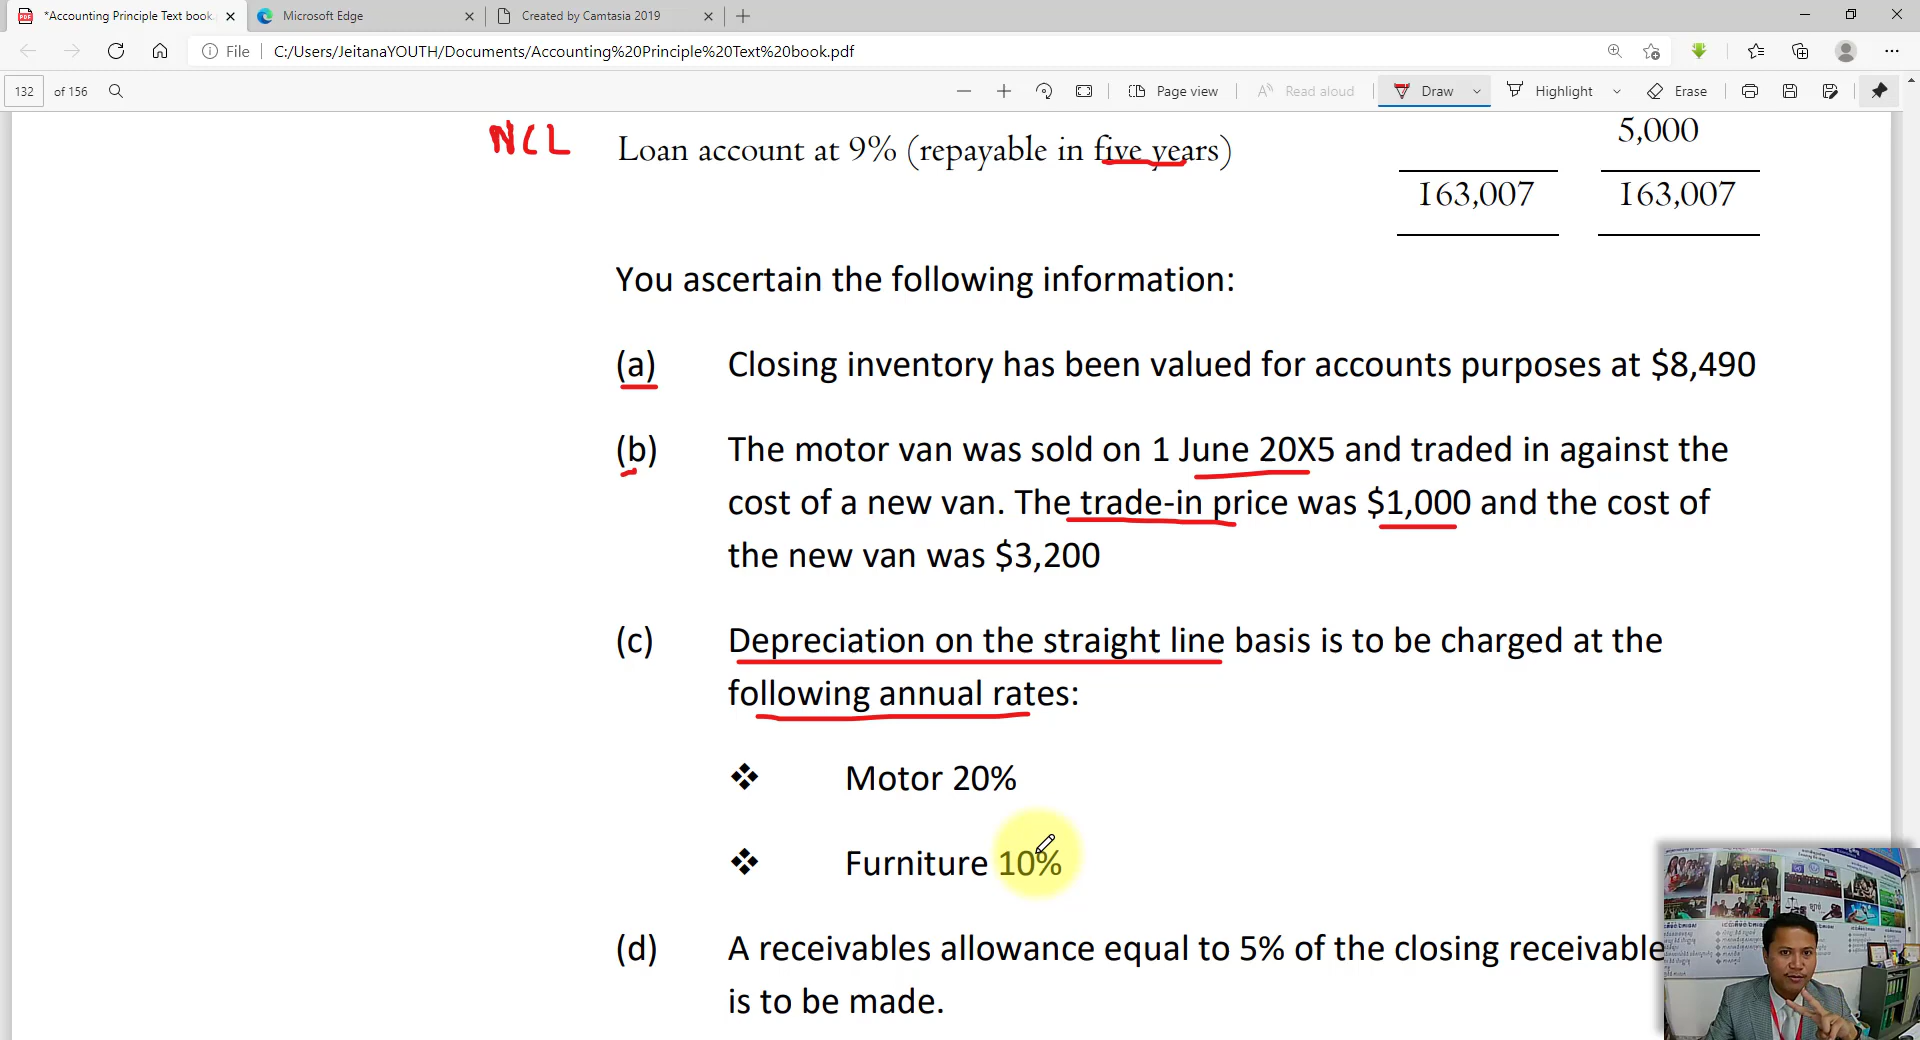 *Accounting Principle Text book.
Microsoft Edge
Created by Camtasia 2019
File
C:/Users/JeitanaYOUTH/Documents/Accounting%20Principle%20Text%20book.pdf
132 of 156
Page view
Read aloud
Draw
Highlight
Erase
5,000
NCL Loan account at 9% (repayable in five years)
163,007 163,007
You ascertain the following information:
(a) Closing inventory has been valued for accounts purposes at $8,490
(b) The motor van was sold on 1 June 20X5 and traded in against the
cost of a new van. The trade-in price was $1,000 and the cost of
the new van was $3,200
(c) Depreciation on the straight line basis is to be charged at the
following annual rates:
❖ Motor 20%
❖ Furniture 10%
(d) A receivables allowance equal to 5% of the closing receivable
is to be made.